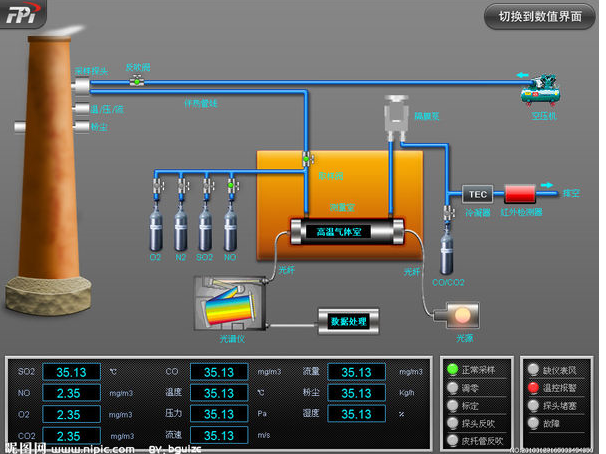 FPI
切换到数值界面
采样探头
反吹阀
温/压/流
伴热管线
粉尘
隔膜泵
空压机
测量室
高温气体室
TEC
冷凝器
红外检测器
排空
O2
N2
SO2
NO
CO/CO2
光纤
光纤
光谱仪
数据处理
光源
SO2 35.13 ℃
CO 35.13 mg/m3
流量 35.13 mg/m3
NO 2.35 mg/m3
温度 35.13 ℃
粉尘 35.13 Kg/h
O2 2.35 mg/m3
压力 35.13 Pa
湿度 35.13 %
CO2 2.35 mg/m3
流速 35.13 m/s
正常采样
调零
标定
探头反吹
皮托管反吹
缺仪表风
温控报警
探头堵塞
故障
昵图网 www.nipic.com BY:bguizc